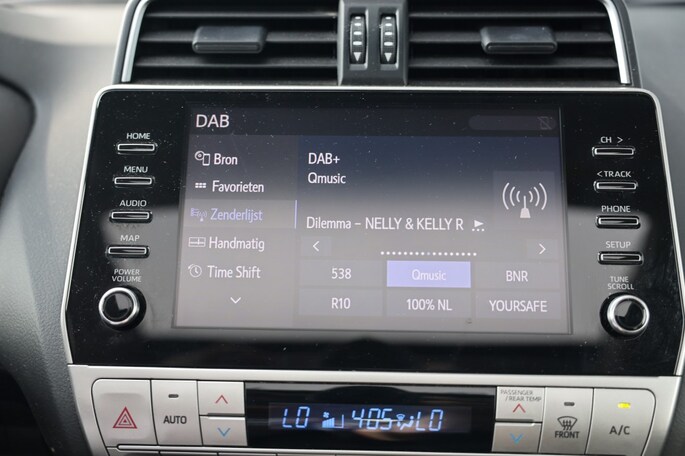 DAB
HOME
MENU
AUDIO
MAP
POWER
VOLUME
Bron
Favorieten
Zenderlijst
Handmatig
Time Shift
DAB+
Qmusic
Dilemma – NELLY & KELLY R ...
538
Qmusic
BNR
R10
100% NL
YOURSAFE
CH >
< TRACK
PHONE
SETUP
TUNE
SCROLL
AUTO
LO
LO
PASSENGER
/REAR TEMP
FRONT
A/C